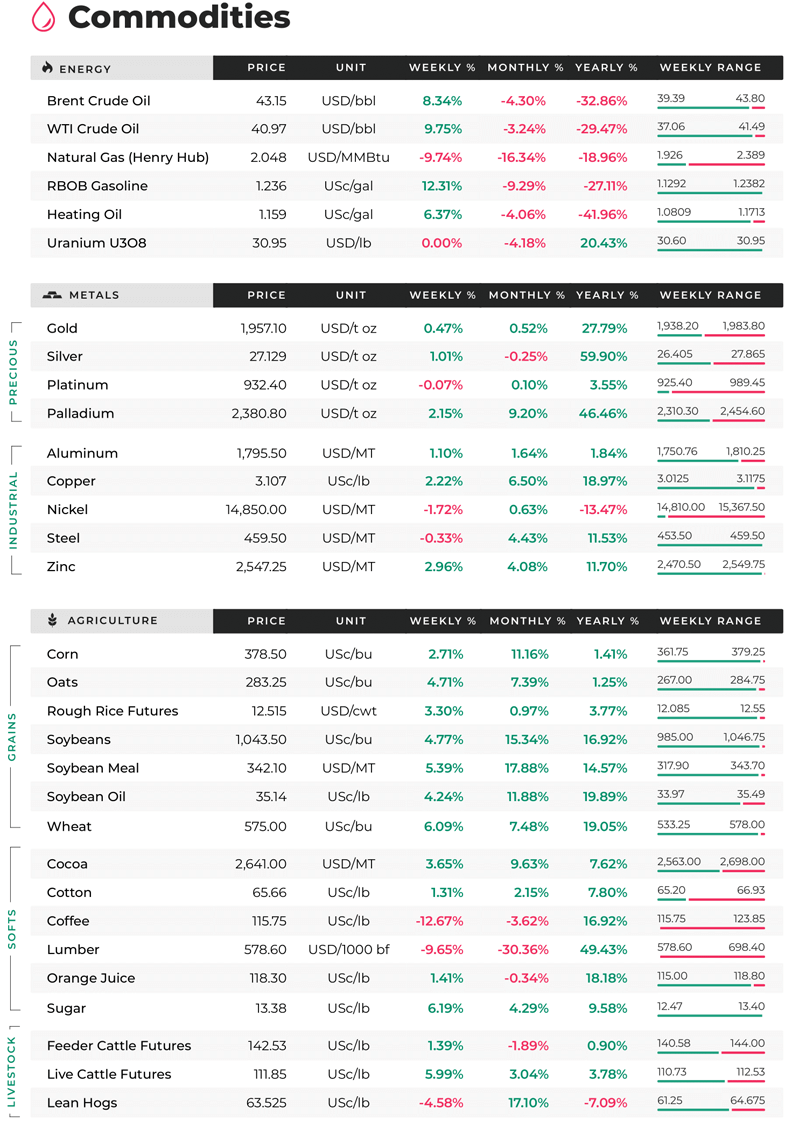 Commodities
ENERGY PRICE UNIT WEEKLY % MONTHLY % YEARLY % WEEKLY RANGE
Brent Crude Oil 43.15 USD/bbl 8.34% -4.30% -32.86% 39.39 43.80
WTI Crude Oil 40.97 USD/bbl 9.75% -3.24% -29.47% 37.06 41.49
Natural Gas (Henry Hub) 2.048 USD/MMBtu -9.74% -16.34% -18.96% 1.926 2.389
RBOB Gasoline 1.236 USc/gal 12.31% -9.29% -27.11% 1.1292 1.2382
Heating Oil 1.159 USc/gal 6.37% -4.06% -41.96% 1.0809 1.1713
Uranium U3O8 30.95 USD/lb 0.00% -4.18% 20.43% 30.60 30.95
METALS PRICE UNIT WEEKLY % MONTHLY % YEARLY % WEEKLY RANGE
PRECIOUS
Gold 1,957.10 USD/t oz 0.47% 0.52% 27.79% 1,938.20 1,983.80
Silver 27.129 USD/t oz 1.01% -0.25% 59.90% 26.405 27.865
Platinum 932.40 USD/t oz -0.07% 0.10% 3.55% 925.40 989.45
Palladium 2,380.80 USD/t oz 2.15% 9.20% 46.46% 2,310.30 2,454.60
INDUSTRIAL
Aluminum 1,795.50 USD/MT 1.10% 1.64% 1.84% 1,750.76 1,810.25
Copper 3.107 USc/lb 2.22% 6.50% 18.97% 3.0125 3.1175
Nickel 14,850.00 USD/MT -1.72% 0.63% -13.47% 14,810.00 15,367.50
Steel 459.50 USD/MT -0.33% 4.43% 11.53% 453.50 459.50
Zinc 2,547.25 USD/MT 2.96% 4.08% 11.70% 2,470.50 2,549.75
AGRICULTURE PRICE UNIT WEEKLY % MONTHLY % YEARLY % WEEKLY RANGE
GRAINS
Corn 378.50 USc/bu 2.71% 11.16% 1.41% 361.75 379.25
Oats 283.25 USc/bu 4.71% 7.39% 1.25% 267.00 284.75
Rough Rice Futures 12.515 USD/cwt 3.30% 0.97% 3.77% 12.085 12.55
Soybeans 1,043.50 USc/bu 4.77% 15.34% 16.92% 985.00 1,046.75
Soybean Meal 342.10 USD/MT 5.39% 17.88% 14.57% 317.90 343.70
Soybean Oil 35.14 USc/lb 4.24% 11.88% 19.89% 33.97 35.49
Wheat 575.00 USc/bu 6.09% 7.48% 19.05% 533.25 578.00
SOFTS
Cocoa 2,641.00 USD/MT 3.65% 9.63% 7.62% 2,563.00 2,698.00
Cotton 65.66 USc/lb 1.31% 2.15% 7.80% 65.20 66.93
Coffee 115.75 USc/lb -12.67% -3.62% 16.92% 115.75 123.85
Lumber 578.60 USD/1000 bf -9.65% -30.36% 49.43% 578.60 698.40
Orange Juice 118.30 USc/lb 1.41% -0.34% 18.18% 115.00 118.80
Sugar 13.38 USc/lb 6.19% 4.29% 9.58% 12.47 13.40
LIVESTOCK
Feeder Cattle Futures 142.53 USc/lb 1.39% -1.89% 0.90% 140.58 144.00
Live Cattle Futures 111.85 USc/lb 5.99% 3.04% 3.78% 110.73 112.53
Lean Hogs 63.525 USc/lb -4.58% 17.10% -7.09% 61.25 64.675